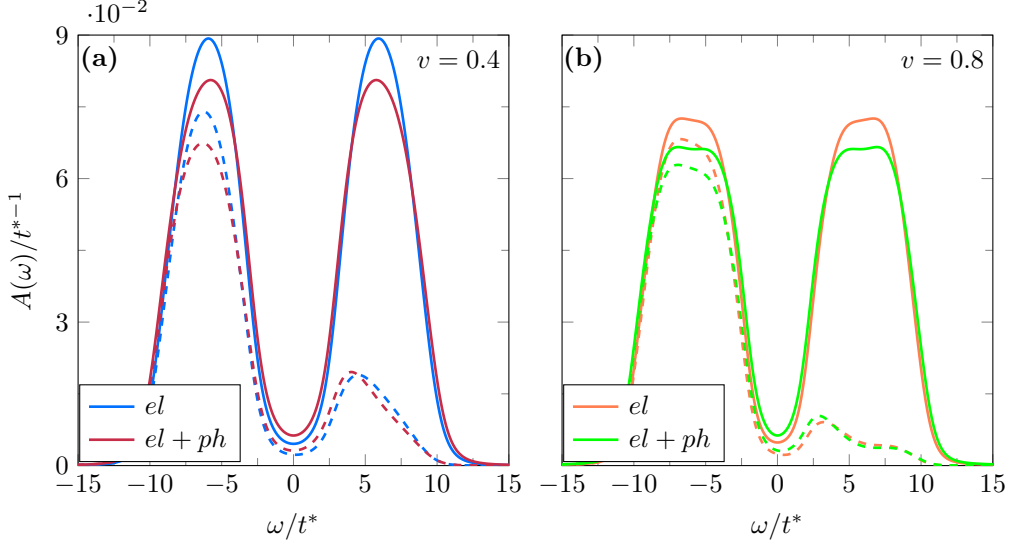 ·10−2
(a) v = 0.4
9
6
3
0
A(ω)/t*−1
el
el + ph
−15 −10 −5 0 5 10 15
ω/t*
(b) v = 0.8
el
el + ph
−15 −10 −5 0 5 10 15
ω/t*